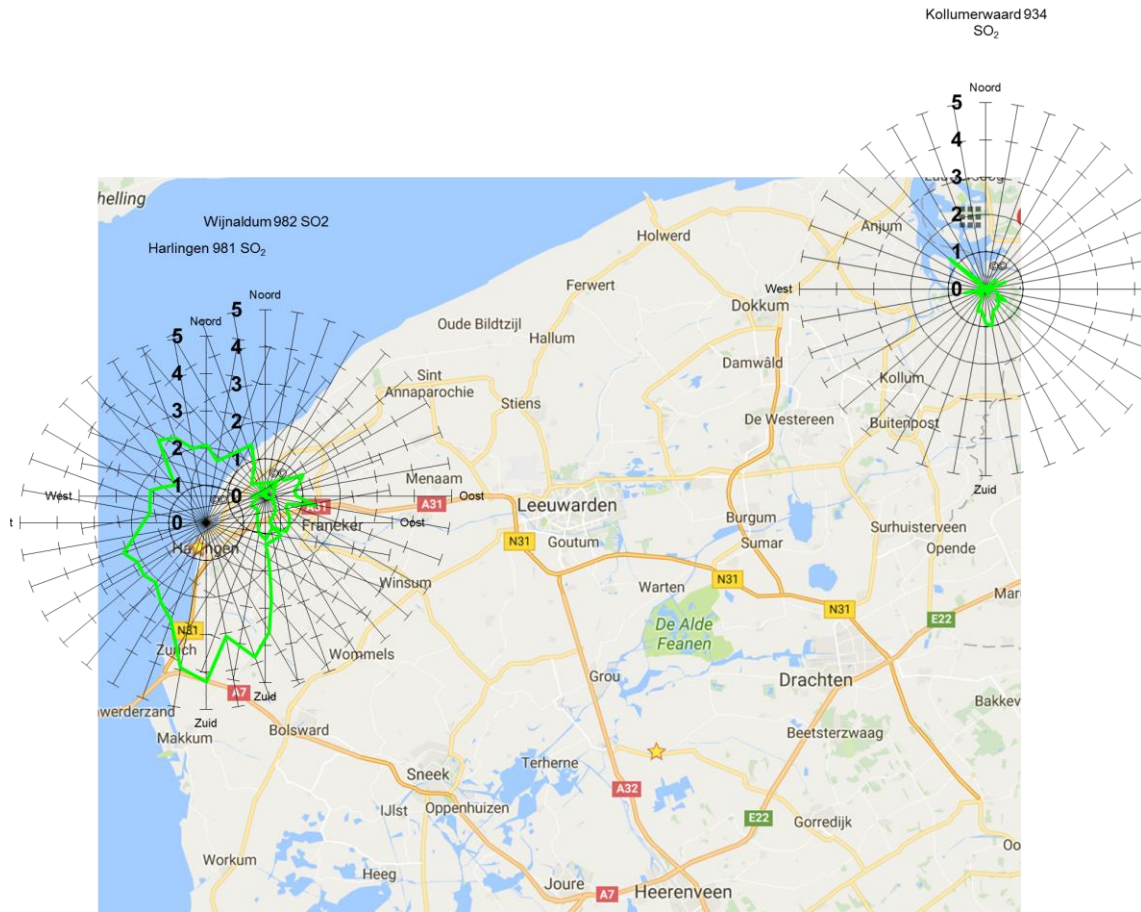 Kollumerwaard 934
SO₂
5
Noord
4
3
2
1
0
West
Zuid
helling
Wijnaldum 982 SO2
Harlingen 981 SO₂
Noord
5
4
3
2
1
0
West
Oost
Zuid
Noord
5
4
3
2
1
0
t
Oost
Zuid
Anjum
Holwerd
Ferwert
Dokkum
Oude Bildtzijl
Hallum
Damwâld
Sint
Annaparochie
Stiens
Kollum
De Westereen
Buitenpost
Menaam
A31
A31
Franeker
Leeuwarden
Burgum
Surhuisterveen
N31
Goutum
Sumar
Opende
Harlingen
Winsum
Warten
N31
N31
E22
De Alde
Feanen
N31
Zurich
Wommels
Grou
Drachten
A7
nwerderzand
Makkum
Bolsward
Beetsterzwaag
Bakkev
Sneek
Terherne
A32
IJlst
Oppenhuizen
E22
Gorredijk
Workum
Heeg
Joure
A7
Heerenveen